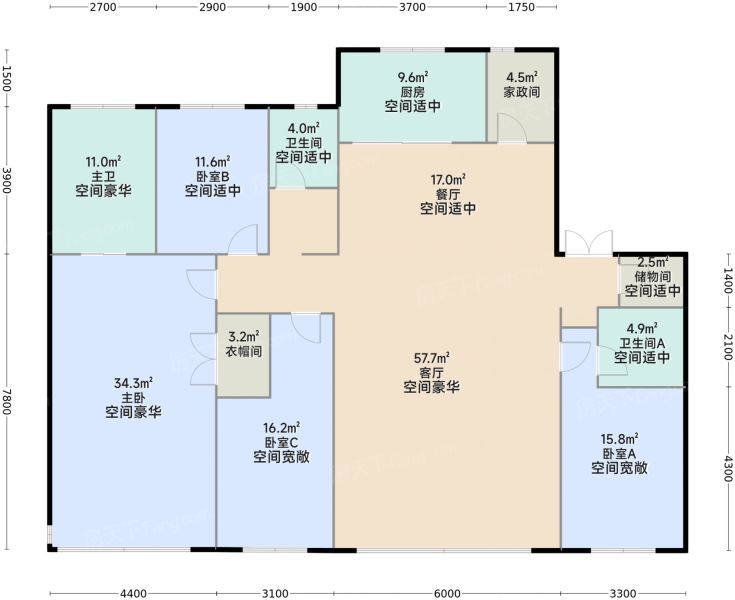 2700
2900
1900
3700
1750
1500
3900
7800
9.6㎡
厨房
空间适中
4.5㎡
家政间
11.0㎡
主卫
空间豪华
11.6㎡
卧室B
空间适中
4.0㎡
卫生间
空间适中
17.0㎡
餐厅
空间适中
2.5㎡
储物间
空间适中
4.9㎡
卫生间A
空间适中
3.2㎡
衣帽间
34.3㎡
主卧
空间豪华
57.7㎡
客厅
空间豪华
16.2㎡
卧室C
空间宽敞
15.8㎡
卧室A
空间宽敞
1400
2100
4300
4400
3100
6000
3300